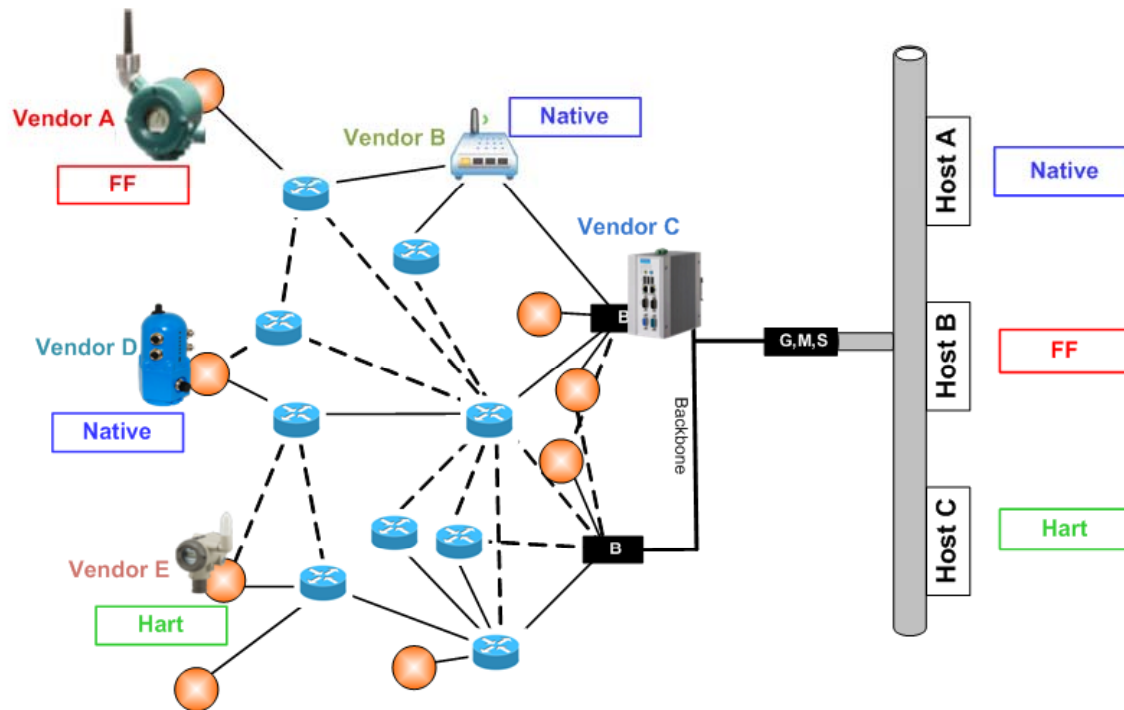 Vendor A
FF
Vendor B
Native
Vendor C
B
Vendor D
Native
Vendor E
Hart
B
Backbone
G,M,S
Host A
Native
Host B
FF
Host C
Hart